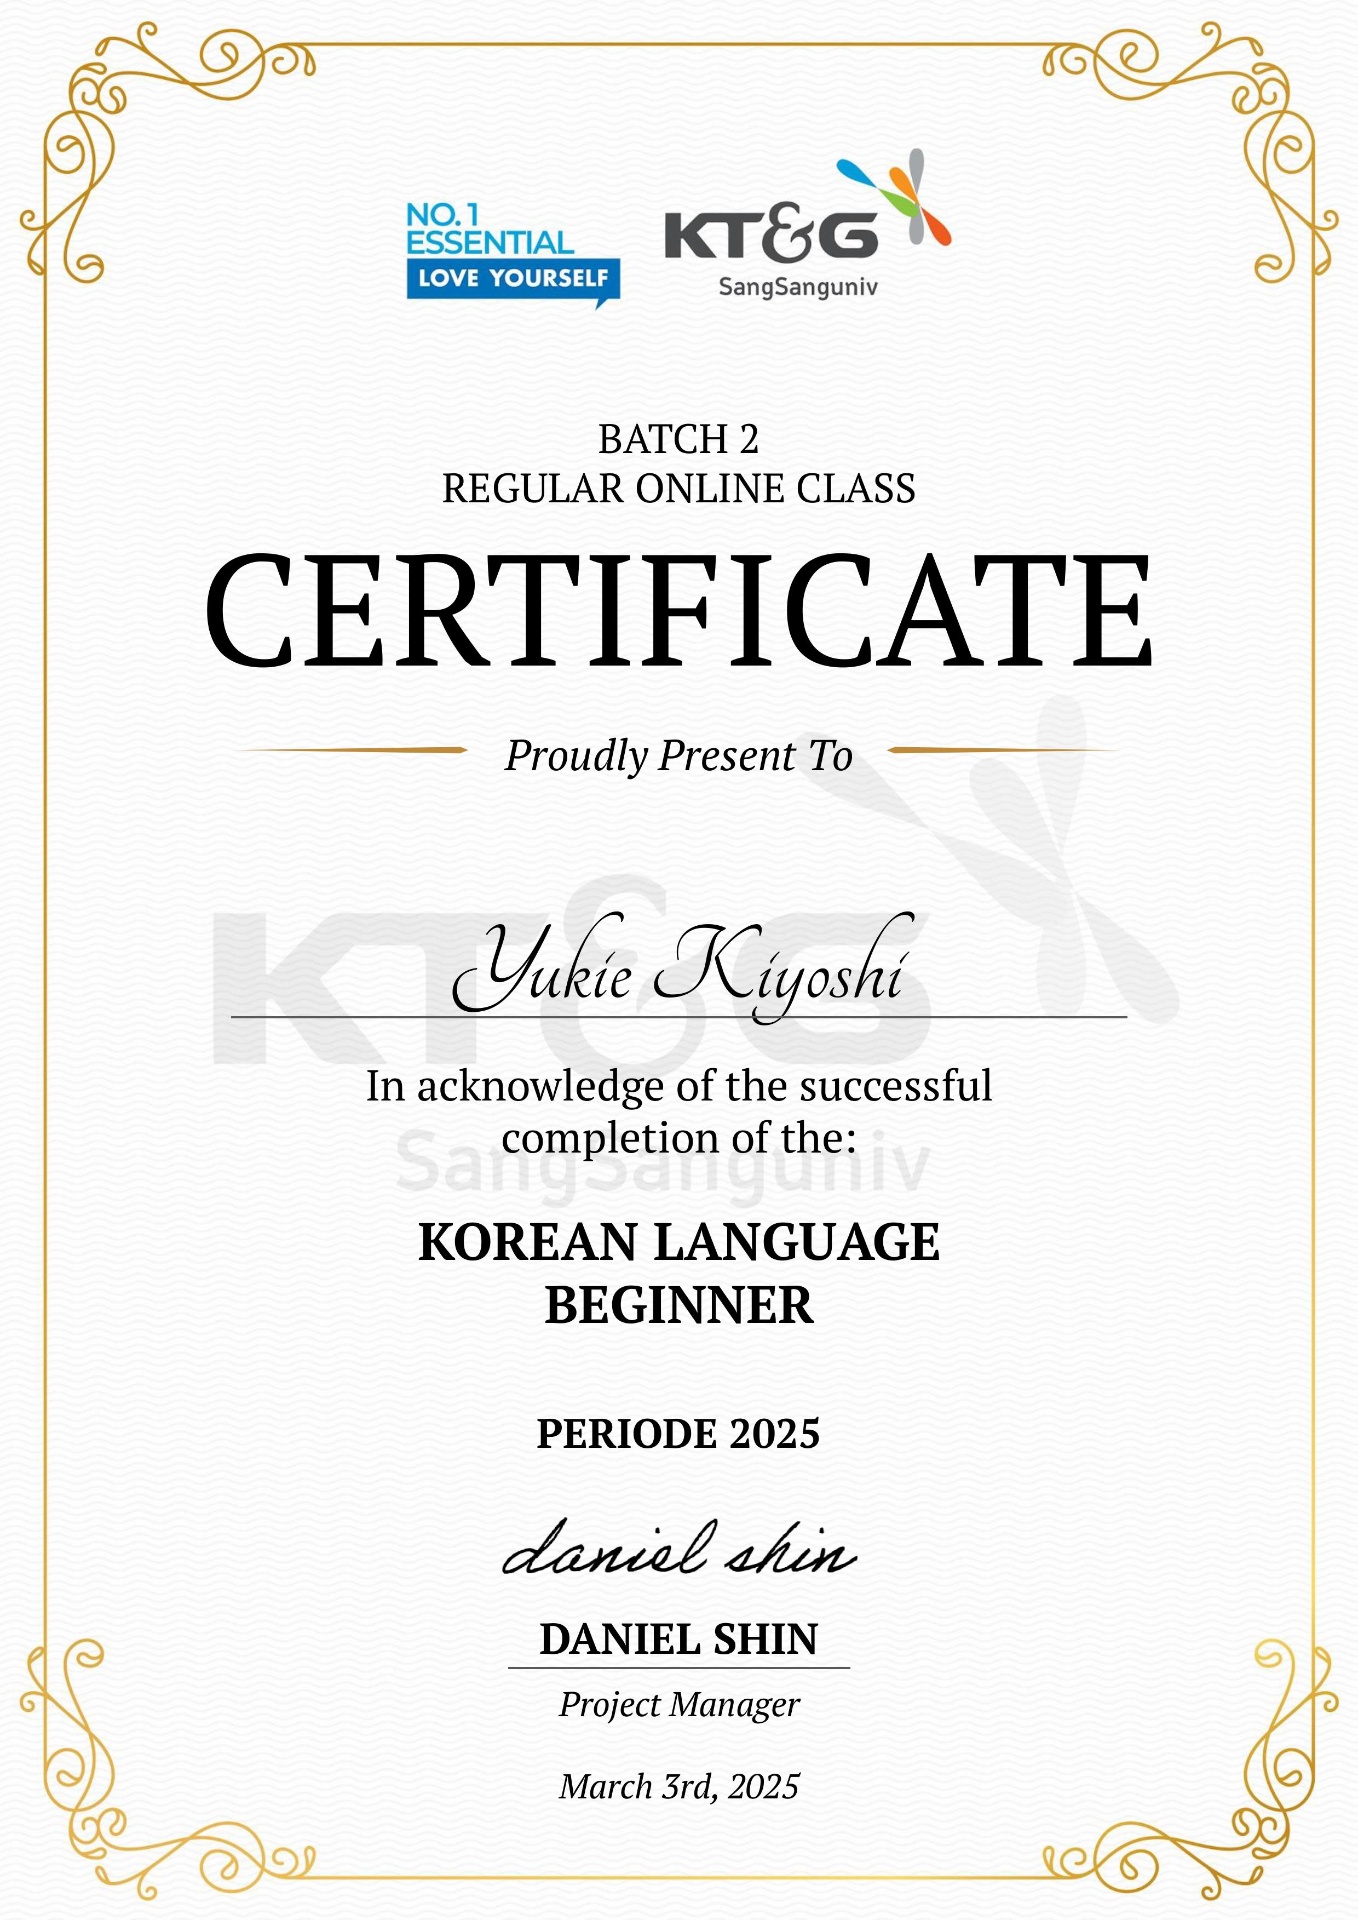 NO. 1
ESSENTIAL
LOVE YOURSELF
KT&G
SangSanguniv
BATCH 2
REGULAR ONLINE CLASS
CERTIFICATE
Proudly Present To
KT&G
Yukie Kiyoshi
In acknowledge of the successful
completion of the:
SangSanguniv
KOREAN LANGUAGE
BEGINNER
PERIODE 2025
daniel shin
DANIEL SHIN
Project Manager
March 3rd, 2025